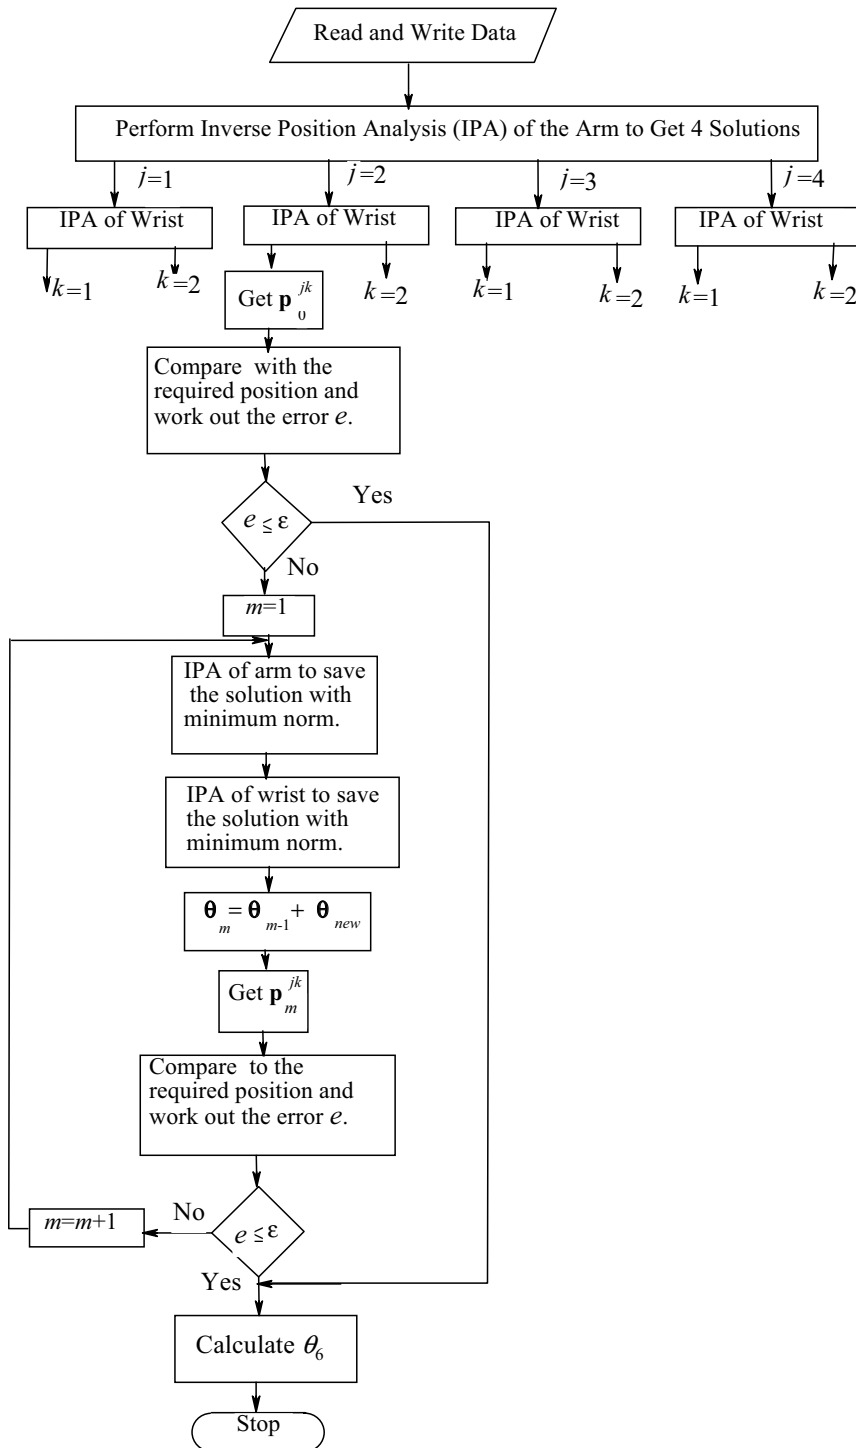 Read and Write Data
Perform Inverse Position Analysis (IPA) of the Arm to Get 4 Solutions
j=1
j=2
j=3
j=4
IPA of Wrist
IPA of Wrist
IPA of Wrist
IPA of Wrist
k=1
k=2
k=2
k=1
k=2
k=1
k=2
Get p₀ʲᵏ
Compare with the
required position and
work out the error e.
e ≦ ε
Yes
No
m=1
IPA of arm to save
the solution with
minimum norm.
IPA of wrist to save
the solution with
minimum norm.
θ m = θ m-1 + θ new
Get p m jk
Compare to the
required position and
work out the error e.
e ≦ ε
No
m=m+1
Yes
Calculate θ₆
Stop